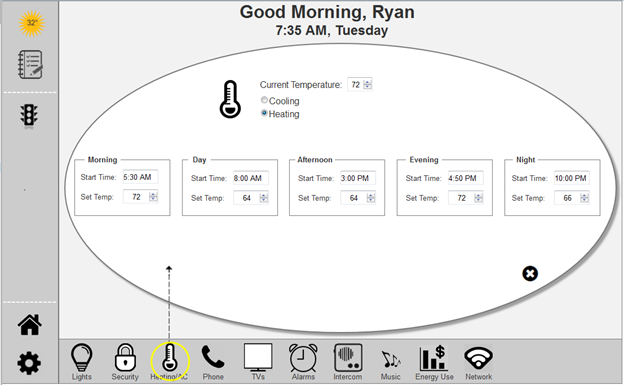 Good Morning, Ryan
7:35 AM, Tuesday
32°
Current Temperature: 72
Cooling
Heating
Morning
Start Time: 5:30 AM
Set Temp: 72
Day
Start Time: 8:00 AM
Set Temp: 64
Afternoon
Start Time: 3:00 PM
Set Temp: 64
Evening
Start Time: 4:50 PM
Set Temp: 72
Night
Start Time: 10:00 PM
Set Temp: 66
Lights
Security
Heating/AC
Phone
TVs
Alarms
Intercom
Music
Energy Use
Network